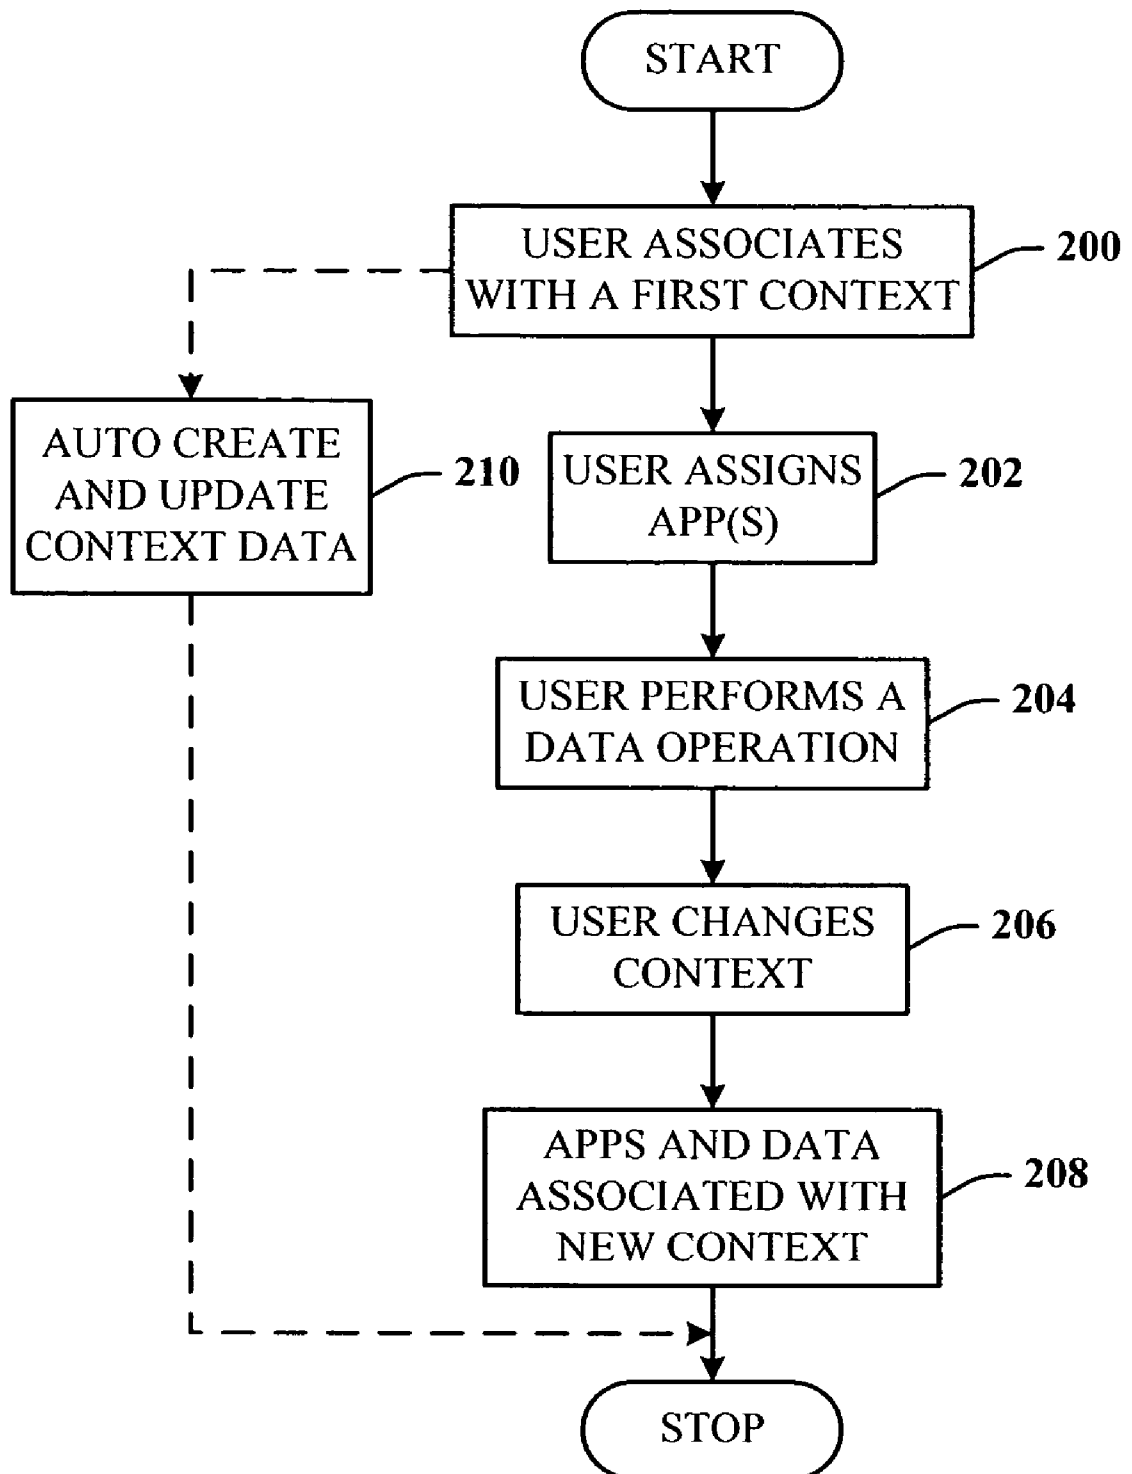 START
USER ASSOCIATES
WITH A FIRST CONTEXT
200
AUTO CREATE
AND UPDATE
CONTEXT DATA
210
USER ASSIGNS
APP(S)
202
USER PERFORMS A
DATA OPERATION
204
USER CHANGES
CONTEXT
206
APPS AND DATA
ASSOCIATED WITH
NEW CONTEXT
208
STOP